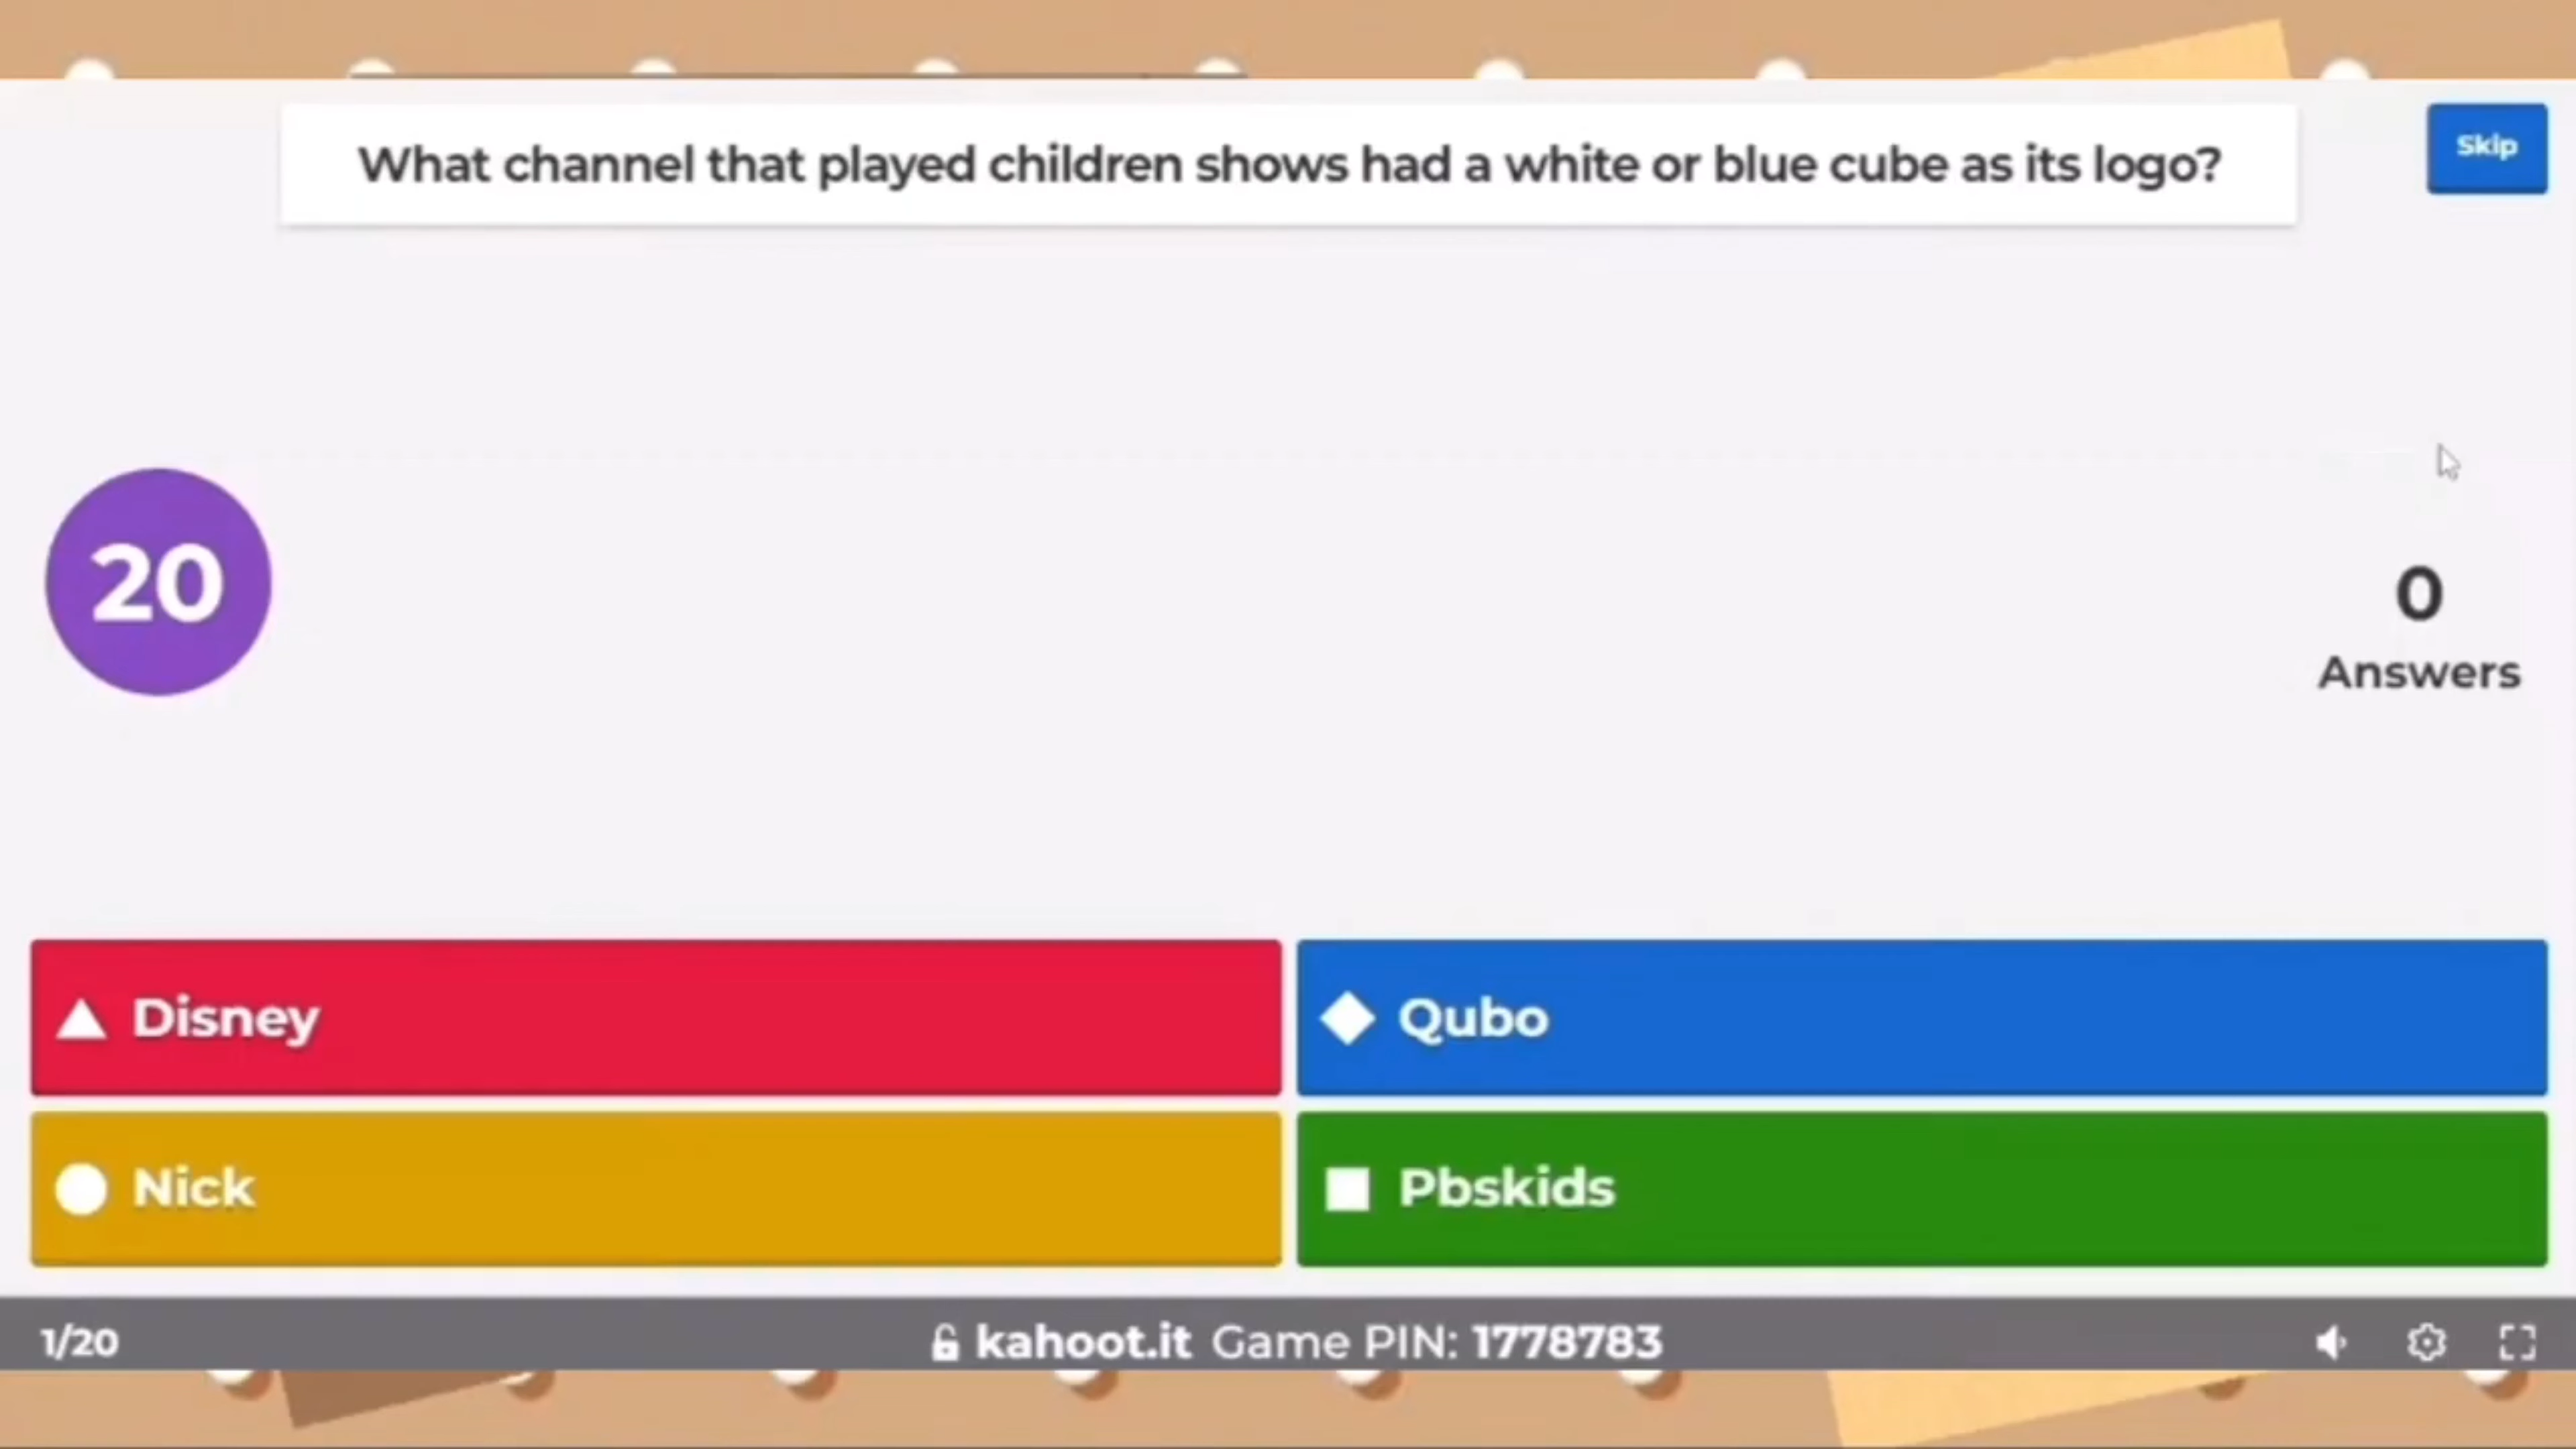 What channel that played children shows had a white or blue cube as its logo?
Skip
20
0
Answers
Disney
Qubo
Nick
Pbskids
1/20
kahoot.it Game PIN: 1778783